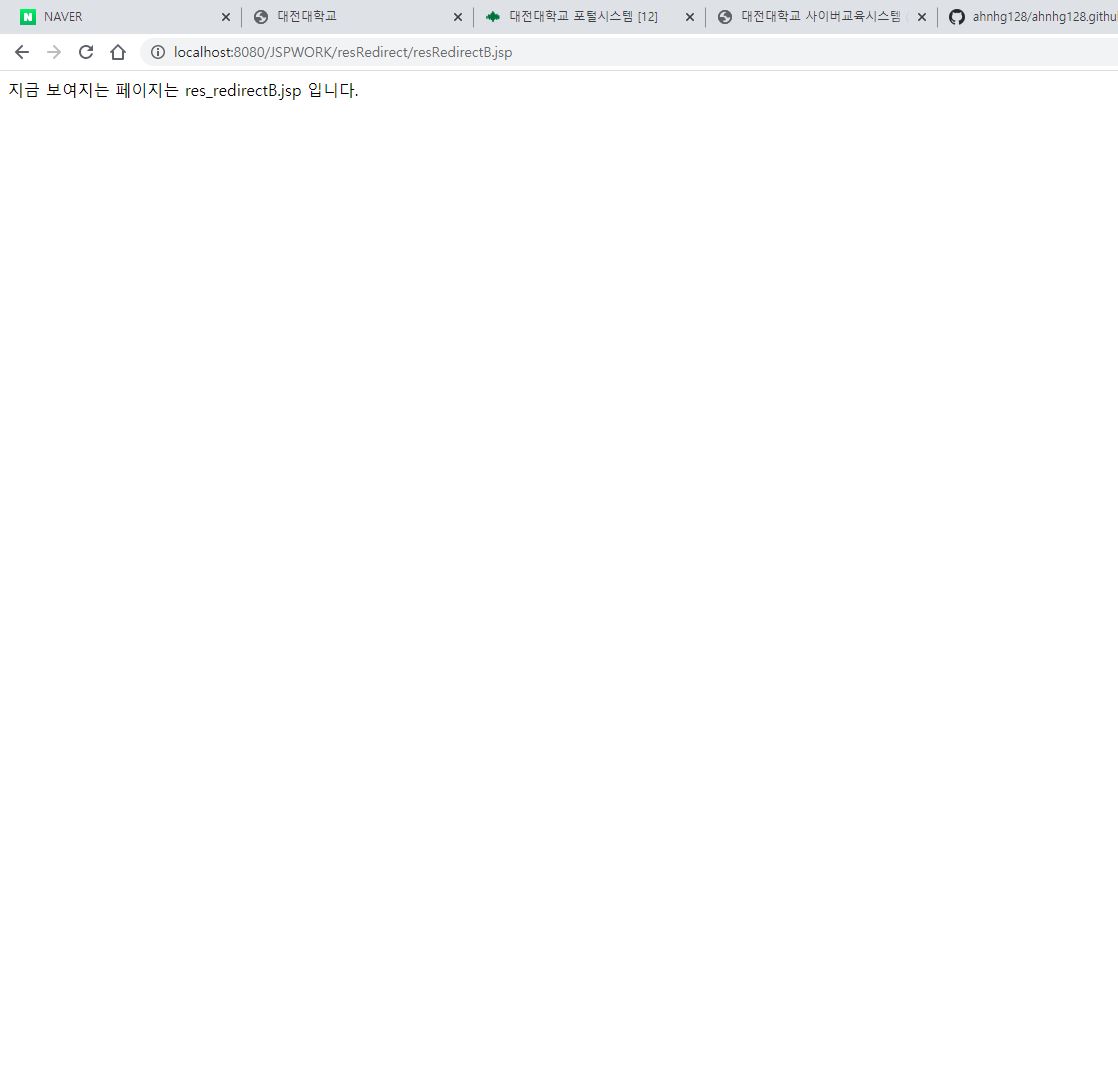 NAVER
대전대학교
대전대학교 포털시스템 [12]
대전대학교 사이버교육시스템
ahnhg128/ahnhg128.githu
localhost:8080/JSPWORK/resRedirect/resRedirectB.jsp
지금 보여지는 페이지는 res_redirectB.jsp 입니다.